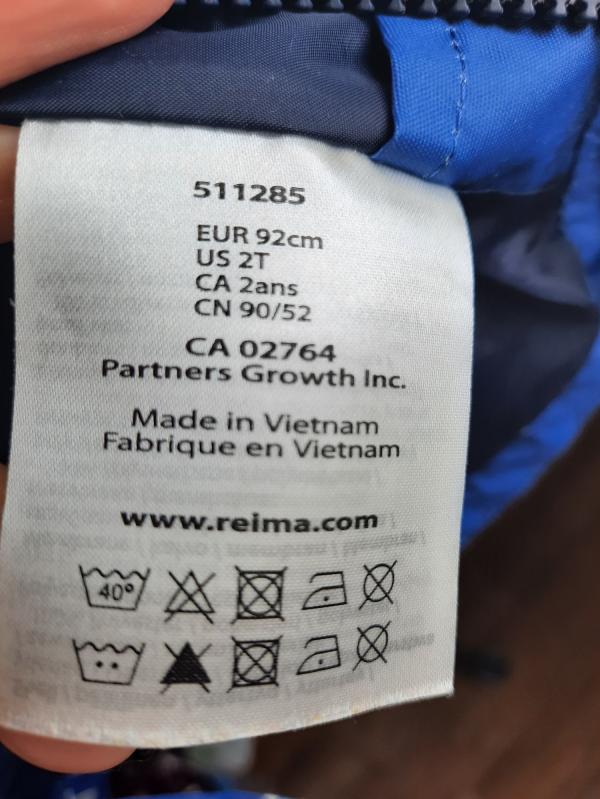 511285
EUR 92cm
US 2T
CA 2ans
CN 90/52
CA 02764
Partners Growth Inc.
Made in Vietnam
Fabrique en Vietnam
www.reima.com
40°